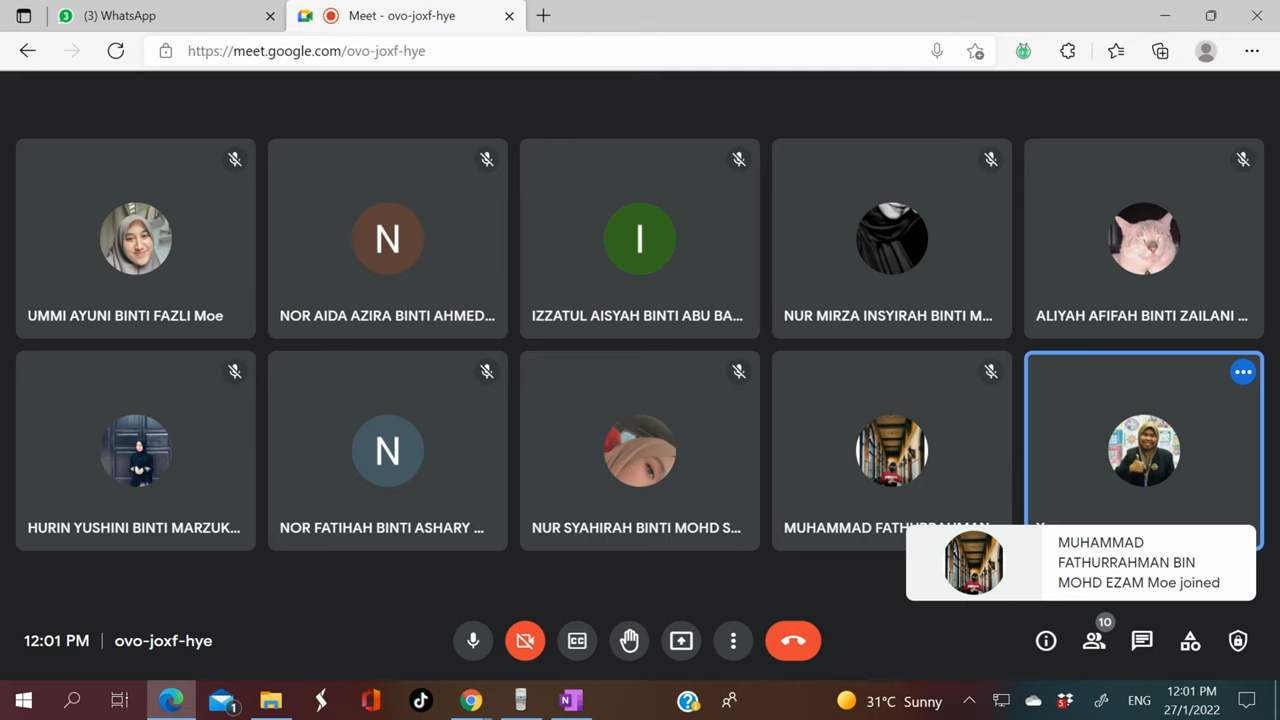 (3) WhatsApp
Meet - ovo-joxf-hye
https://meet.google.com/ovo-joxf-hye
UMMI AYUNI BINTI FAZLI Moe
N
NOR AIDA AZIRA BINTI AHMED...
I
IZZATUL AISYAH BINTI ABU BA...
NUR MIRZA INSYIRAH BINTI M...
ALIYAH AFIFAH BINTI ZAILANI ...
HURIN YUSHINI BINTI MARZUK...
N
NOR FATIHAH BINTI ASHARY ...
NUR SYAHIRAH BINTI MOHD S...
MUHAMMAD FATHURRAHMAN
MUHAMMAD
FATHURRAHMAN BIN
MOHD EZAM Moe joined
12:01 PM
ovo-joxf-hye
CC
10
1
31°C Sunny
ENG
12:01 PM
27/1/2022